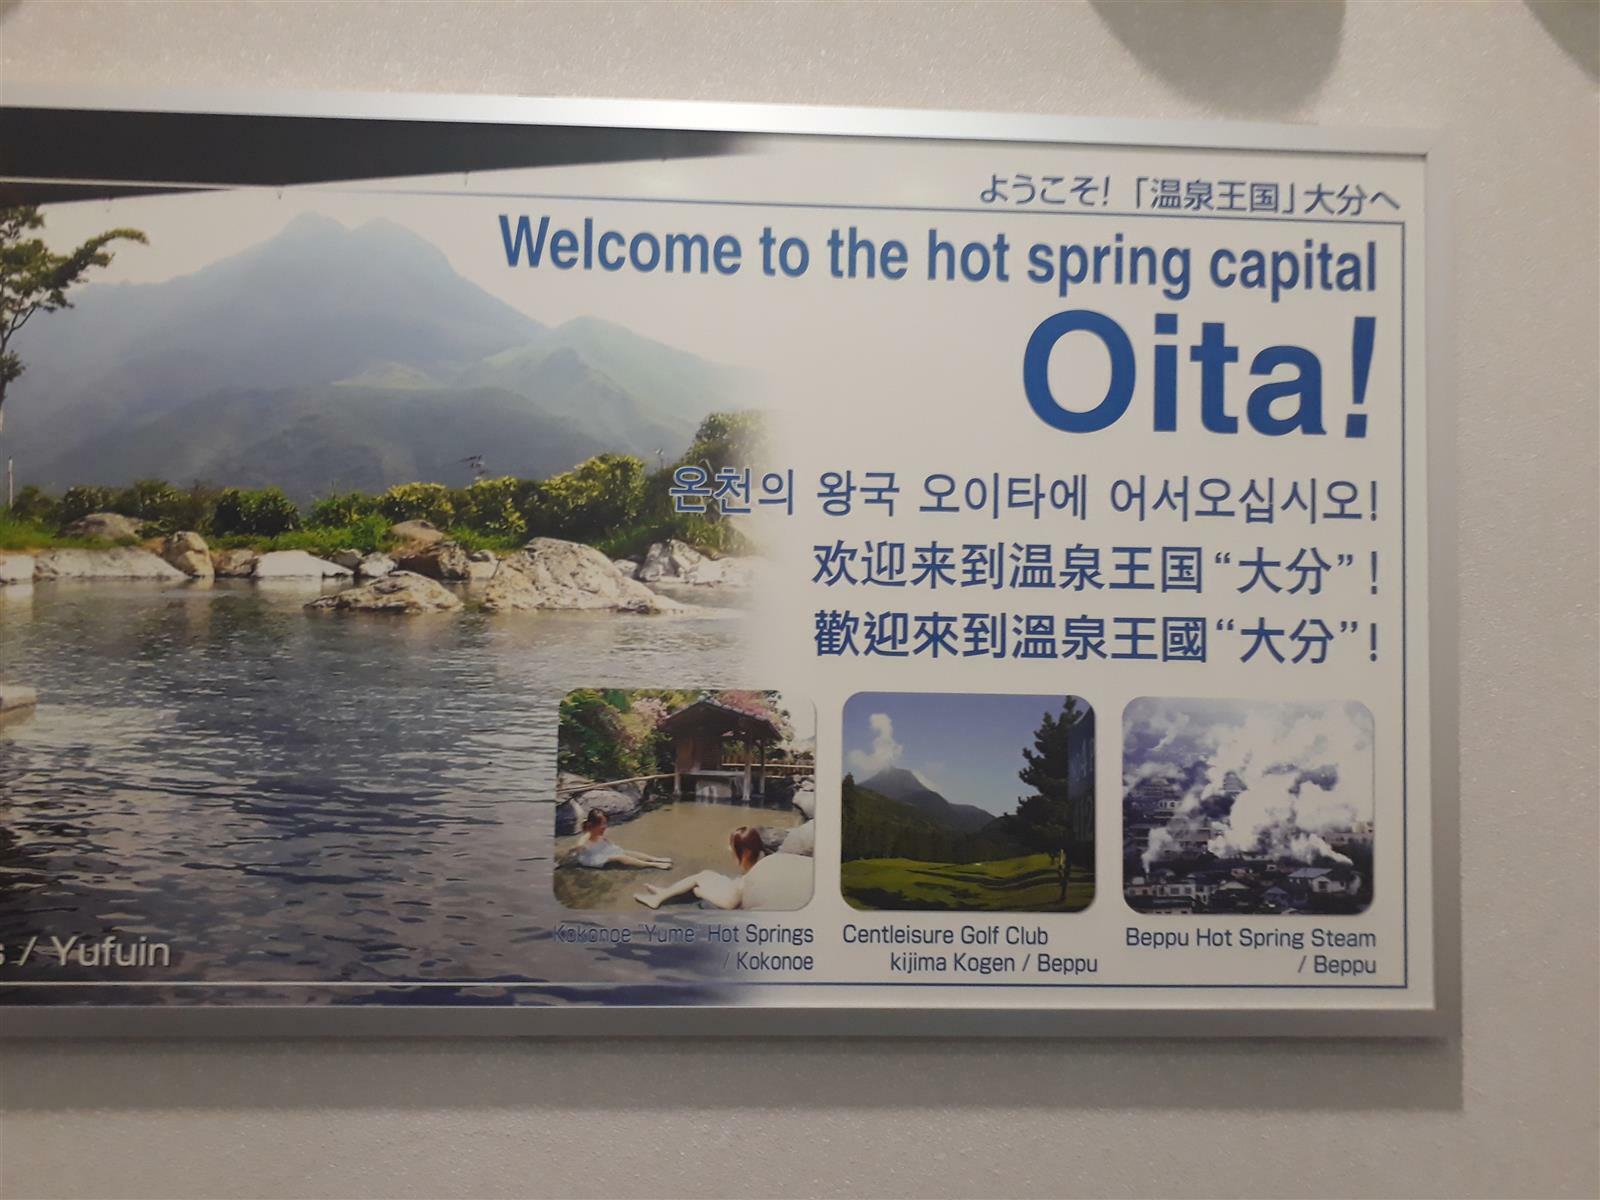 ようこそ!「温泉王国」大分へ
Welcome to the hot spring capital
Oita!
온천의 왕국 오이타에 어서오십시오!
欢迎来到温泉王国“大分”!
歡迎來到溫泉王國“大分”!
Kokonoe "Yume" Hot Springs
/ Kokonoe
Centleisure Golf Club
kijima Kogen / Beppu
Beppu Hot Spring Steam
/ Beppu
/ Yufuin